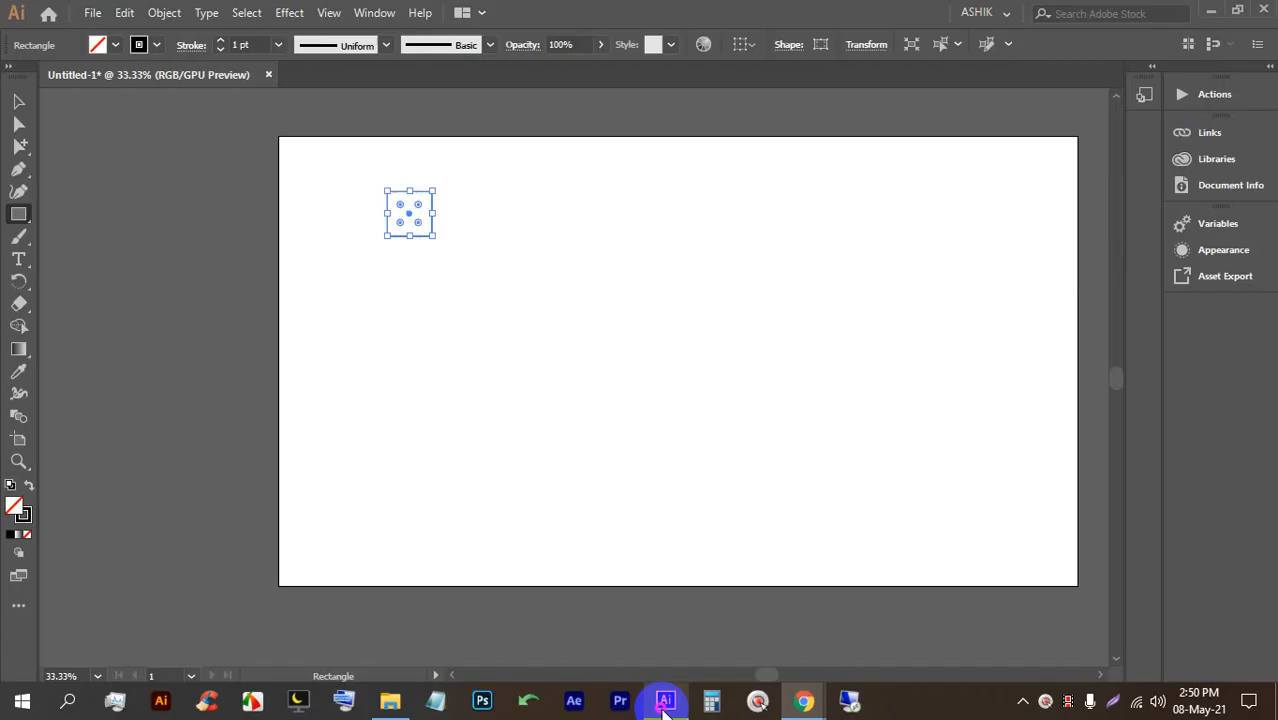 Ai File Edit Object Type Select Effect View Window Help ASHIK Search Adobe Stock
Rectangle Stroke: 1 pt Uniform Basic Opacity: 100% Style: Shape: Transform
Untitled-1* @ 33.33% (RGB/GPU Preview)
Actions
Links
Libraries
Document Info
Variables
Appearance
Asset Export
T
33.33% 1 Rectangle
Ai Ps Ae Pr Ai
2:50 PM
08-May-21